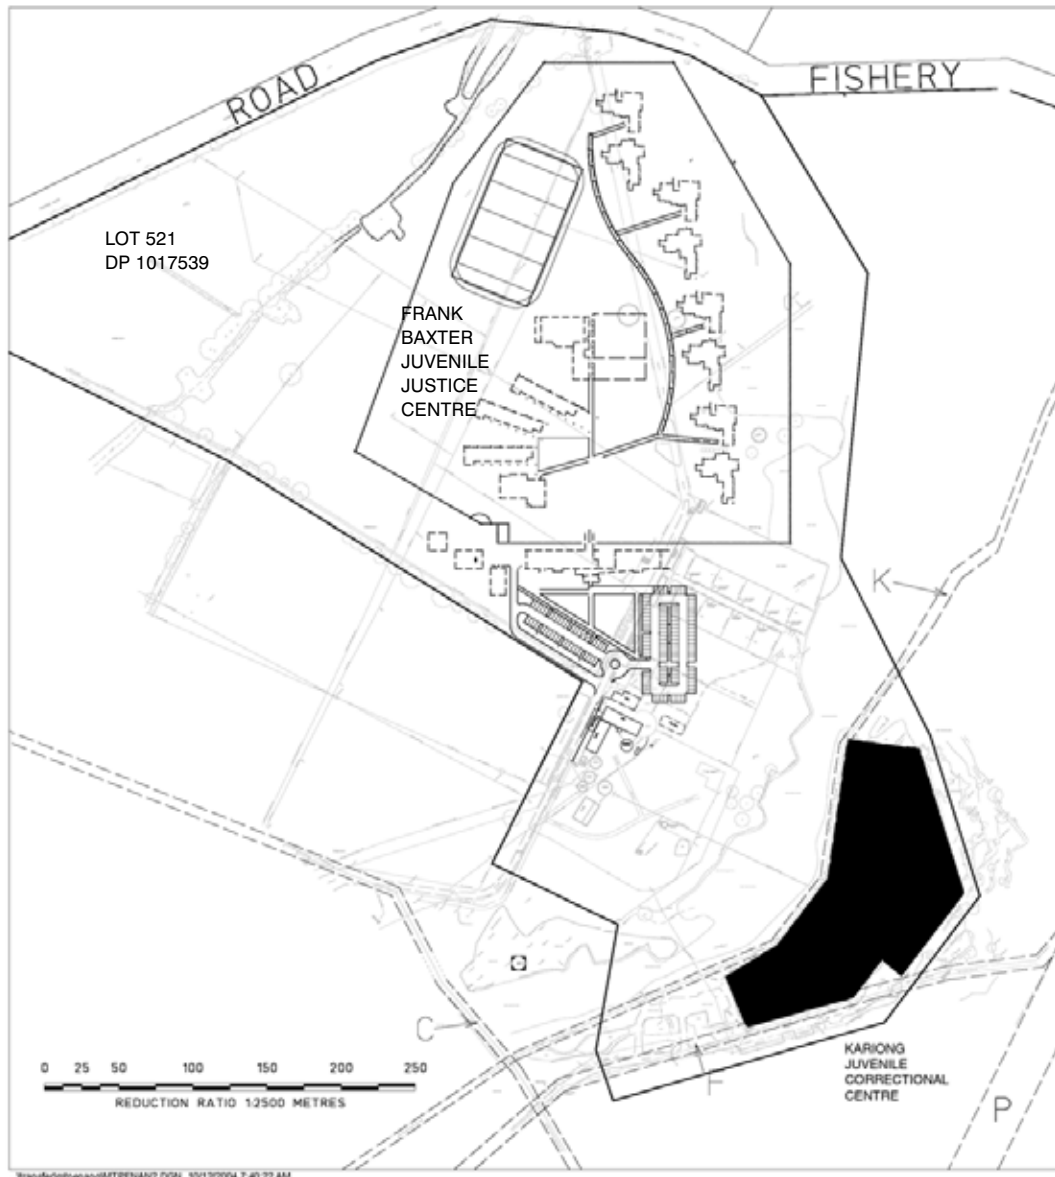 ROAD
FISHERY
LOT 521
DP 1017539
FRANK
BAXTER
JUVENILE
JUSTICE
CENTRE
K
C
F
KARIONG
JUVENILE
CORRECTIONAL
CENTRE
P
0 25 50 100 150 200 250
REDUCTION RATIO 1:2500 METRES